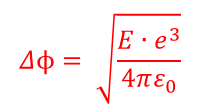 Δϕ = √(E · e³ / 4πε₀)